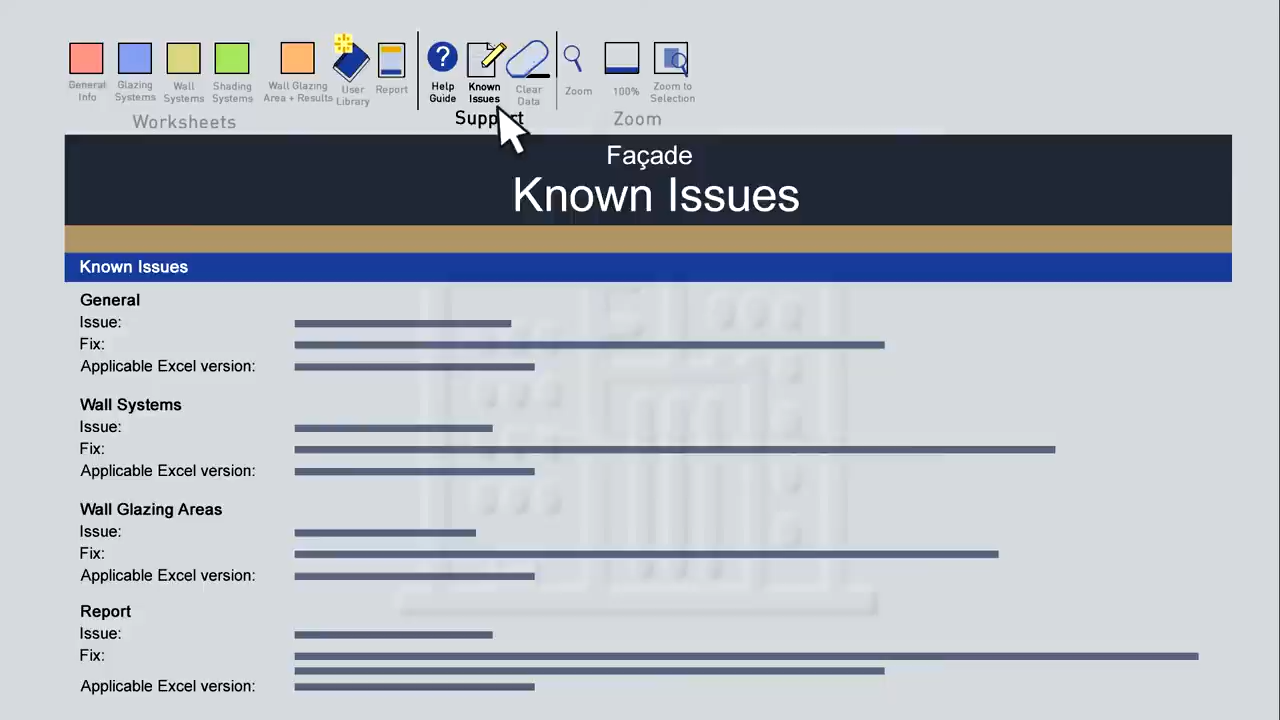 General
Info
Glazing
Systems
Wall
Systems
Shading
Systems
Wall Glazing
Area + Results
User
Library
Report
?
Help
Guide
Known
Issues
Clear
Data
Zoom
100%
Zoom to
Selection
Worksheets
Support
Zoom
Façade
Known Issues
Known Issues
General
Issue:
Fix:
Applicable Excel version:
Wall Systems
Issue:
Fix:
Applicable Excel version:
Wall Glazing Areas
Issue:
Fix:
Applicable Excel version:
Report
Issue:
Fix:
Applicable Excel version: